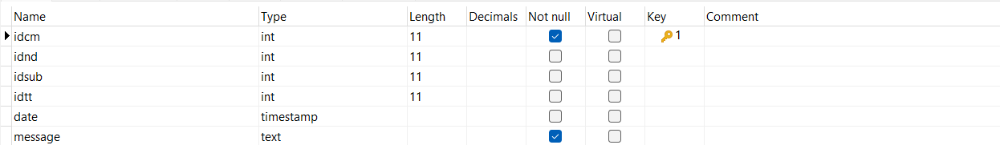 Name Type Length Decimals Not null Virtual Key Comment
idcm int 11 1
idnd int 11
idsub int 11
idtt int 11
date timestamp
message text